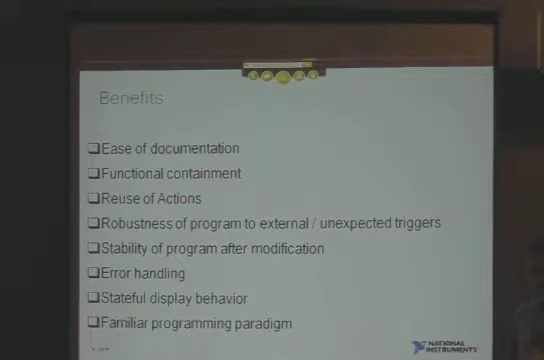 Benefits
Ease of documentation
Functional containment
Reuse of Actions
Robustness of program to external / unexpected triggers
Stability of program after modification
Error handling
Stateful display behavior
Familiar programming paradigm
NATIONAL
INSTRUMENTS